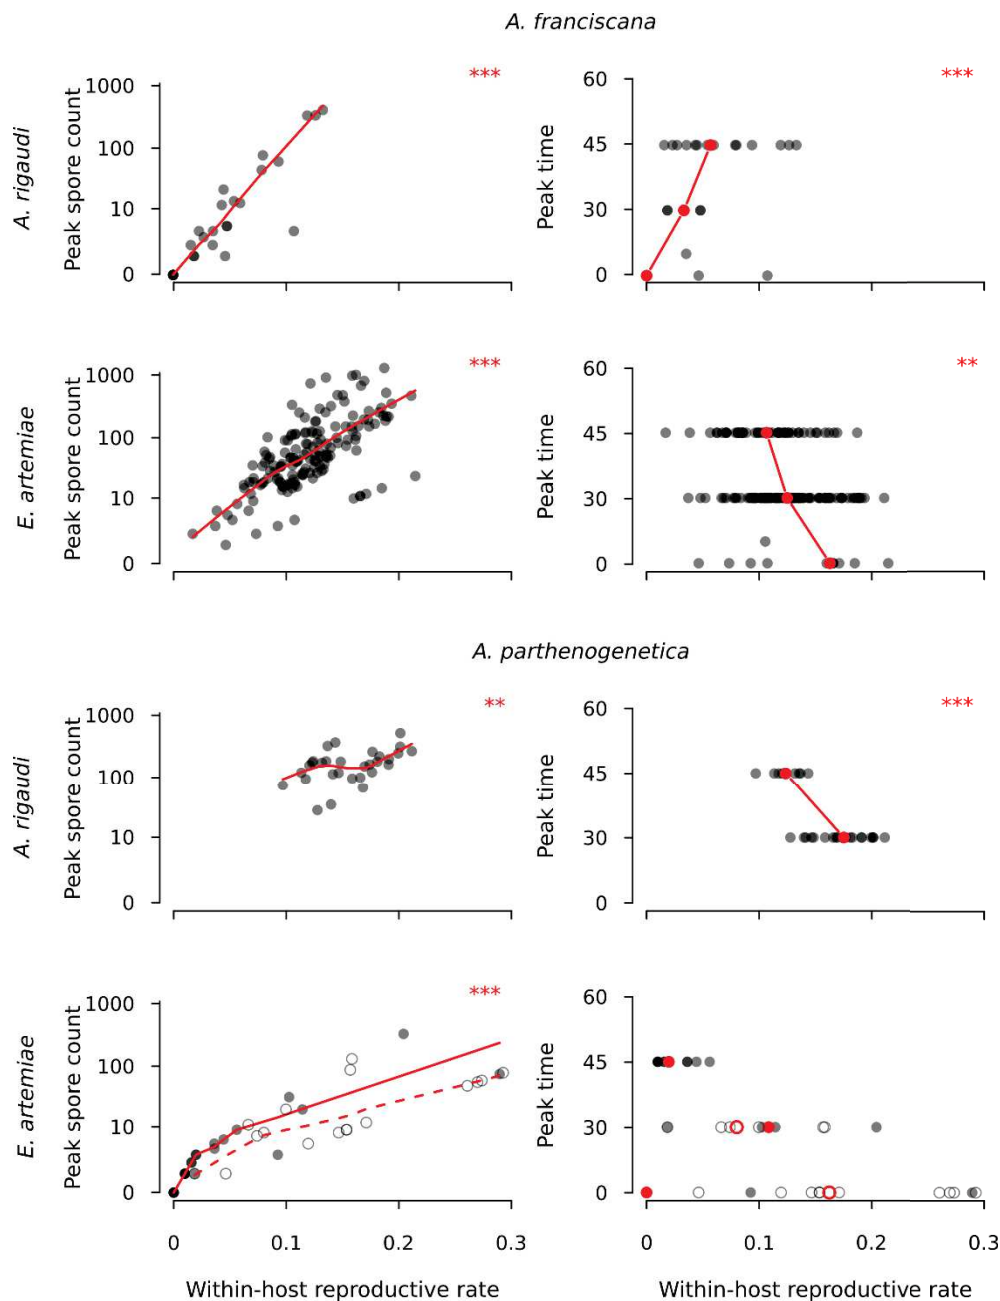 A. franciscana
A. rigaudi
Peak spore count
1000
100
10
0
***
Peak time
60
45
30
0
***
E. artemiae
Peak spore count
1000
100
10
0
***
Peak time
60
45
30
0
**
A. parthenogenetica
A. rigaudi
Peak spore count
1000
100
10
0
**
Peak time
60
45
30
0
***
E. artemiae
Peak spore count
1000
100
10
0
***
Peak time
60
45
30
0
0 0.1 0.2 0.3
0 0.1 0.2 0.3
Within-host reproductive rate
Within-host reproductive rate